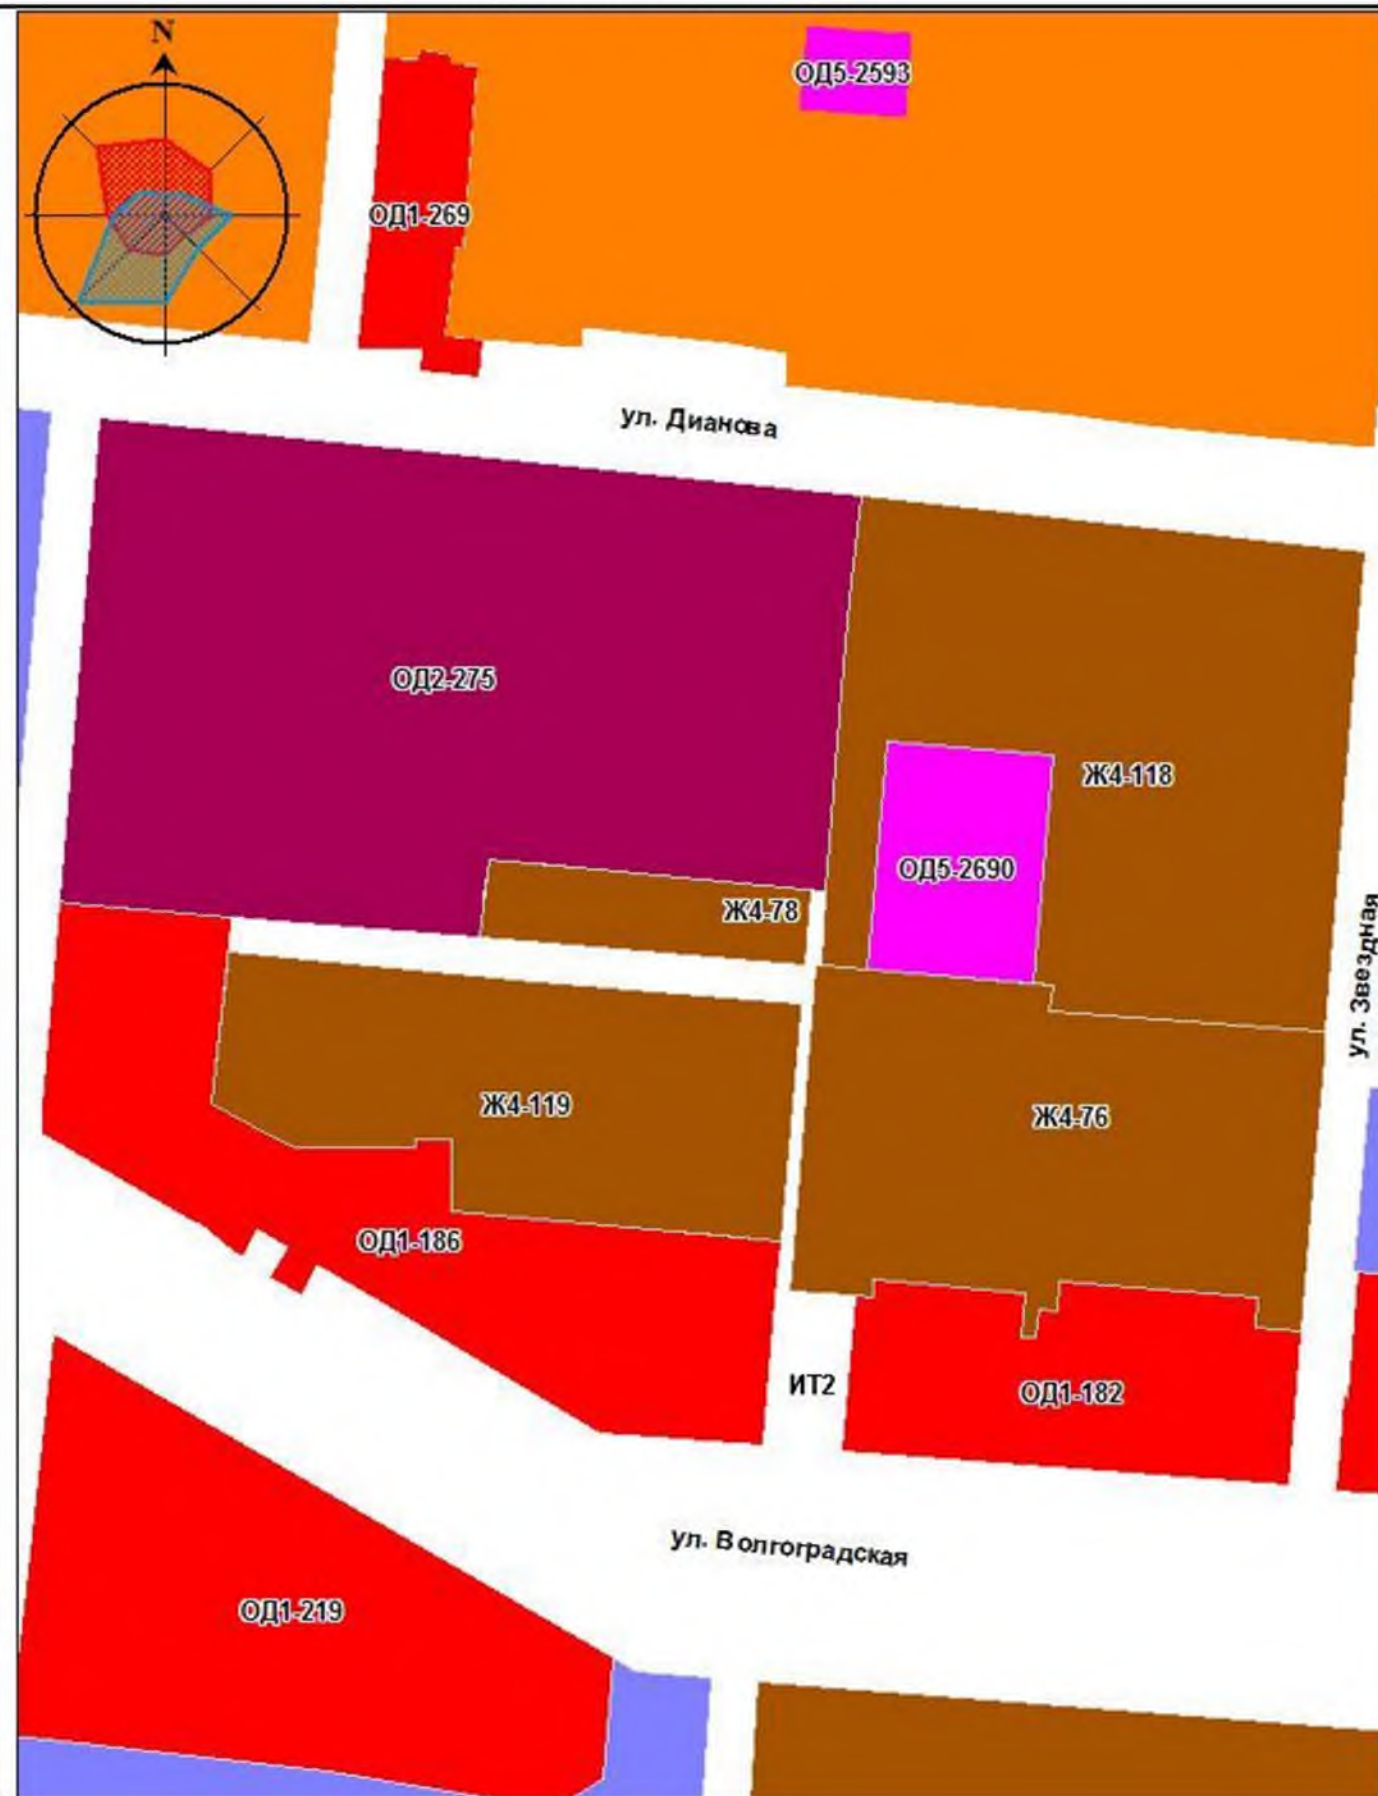 N
ОД5-2593
ОД1-269
ул. Дианова
ОД2-275
Ж4-118
ОД5-2690
Ж4-78
ул. Звездная
Ж4-119
Ж4-76
ОД1-186
ИТ2
ОД1-182
ул. Волгоградская
ОД1-219